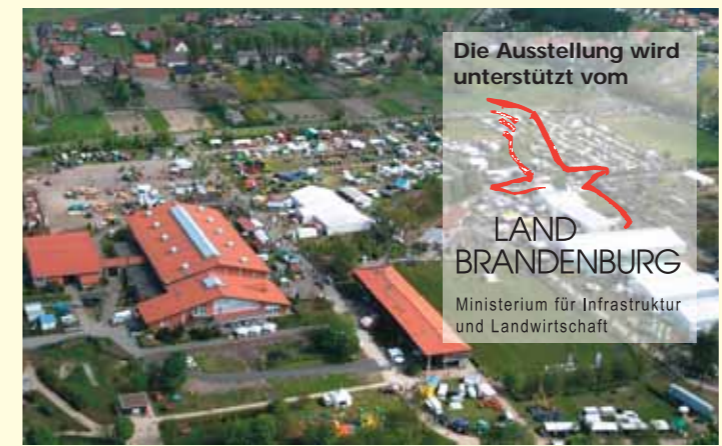 Die Ausstellung wird
unterstützt vom
LAND
BRANDENBURG
Ministerium für Infrastruktur
und Landwirtschaft